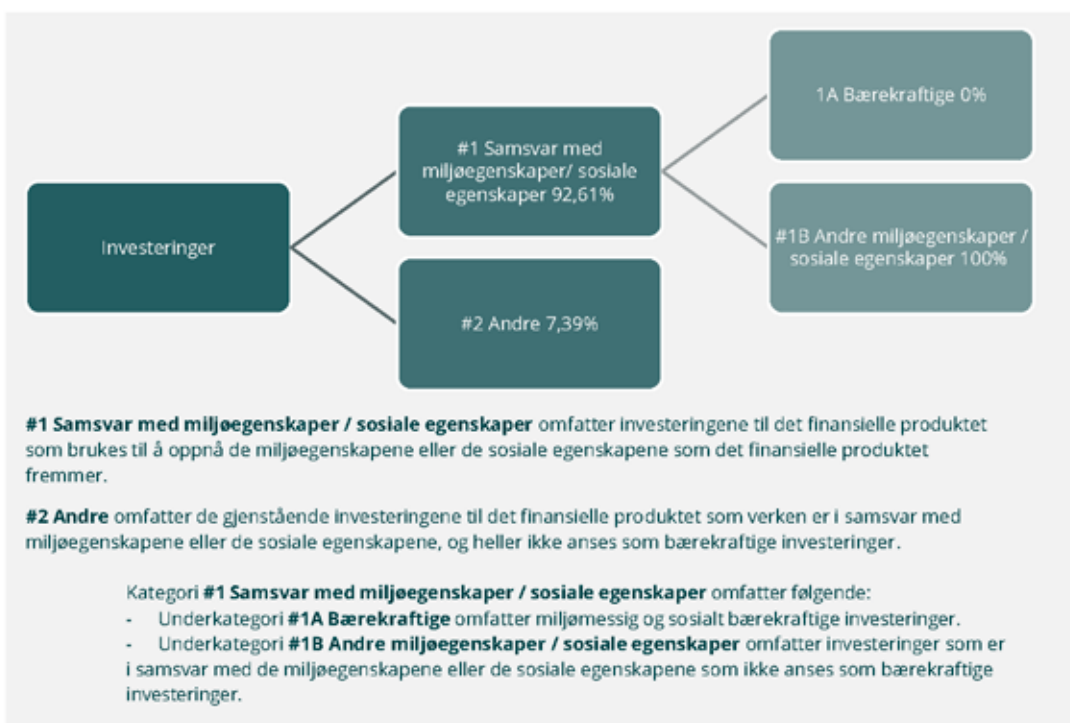 1A Bærekraftige 0%
#1 Samsvar med
miljøegenskaper/ sosiale
egenskaper 92,61%
Investeringer
#1B Andre miljøegenskaper /
sosiale egenskaper 100%
#2 Andre 7,39%
#1 Samsvar med miljøegenskaper / sosiale egenskaper omfatter investeringene til det finansielle produktet
som brukes til å oppnå de miljøegenskapene eller de sosiale egenskapene som det finansielle produktet
fremmer.
#2 Andre omfatter de gjenstående investeringene til det finansielle produktet som verken er i samsvar med
miljøegenskapene eller de sosiale egenskapene, og heller ikke anses som bærekraftige investeringer.
Kategori #1 Samsvar med miljøegenskaper / sosiale egenskaper omfatter følgende:
- Underkategori #1A Bærekraftige omfatter miljømessig og sosialt bærekraftige investeringer.
- Underkategori #1B Andre miljøegenskaper / sosiale egenskaper omfatter investeringer som er
i samsvar med de miljøegenskapene eller de sosiale egenskapene som ikke anses som bærekraftige
investeringer.